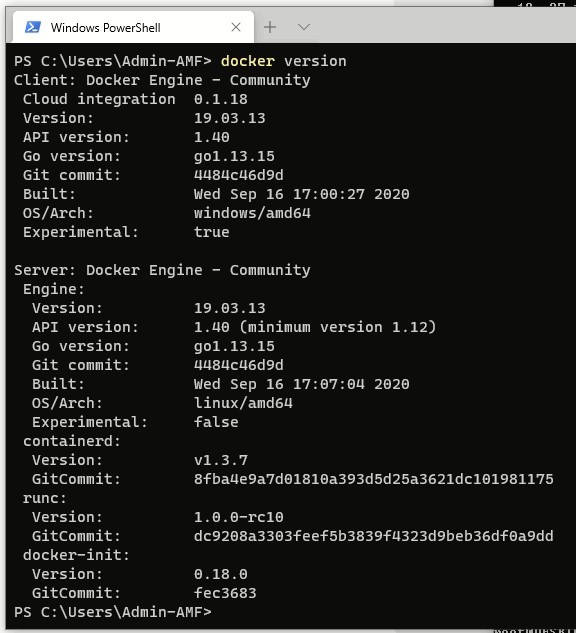 Windows PowerShell
PS C:\Users\Admin-AMF> docker version
Client: Docker Engine - Community
 Cloud integration  0.1.18
 Version:           19.03.13
 API version:       1.40
 Go version:        go1.13.15
 Git commit:        4484c46d9d
 Built:             Wed Sep 16 17:00:27 2020
 OS/Arch:           windows/amd64
 Experimental:      true

Server: Docker Engine - Community
 Engine:
  Version:          19.03.13
  API version:      1.40 (minimum version 1.12)
  Go version:       go1.13.15
  Git commit:       4484c46d9d
  Built:            Wed Sep 16 17:07:04 2020
  OS/Arch:          linux/amd64
  Experimental:     false
 containerd:
  Version:          v1.3.7
  GitCommit:        8fba4e9a7d01810a393d5d25a3621dc101981175
 runc:
  Version:          1.0.0-rc10
  GitCommit:        dc9208a3303feef5b3839f4323d9beb36df0a9dd
 docker-init:
  Version:          0.18.0
  GitCommit:        fec3683
PS C:\Users\Admin-AMF>